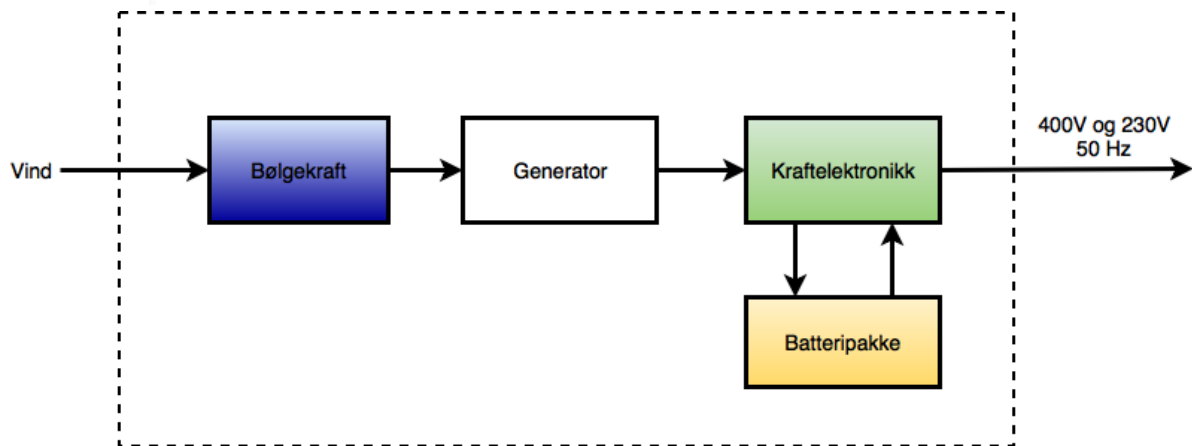 Vind
Bølgekraft
Generator
Kraftelektronikk
400V og 230V
50 Hz
Batteripakke